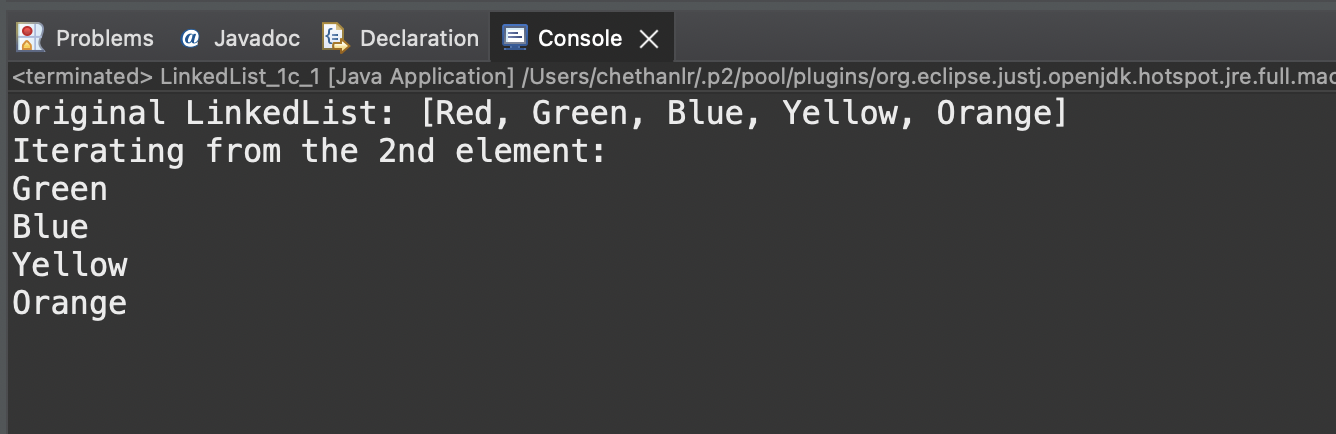 Problems @ Javadoc Declaration Console
<terminated> LinkedList_1c_1 [Java Application] /Users/chethanlr/.p2/pool/plugins/org.eclipse.justj.openjdk.hotspot.jre.full.mac
Original LinkedList: [Red, Green, Blue, Yellow, Orange]
Iterating from the 2nd element:
Green
Blue
Yellow
Orange